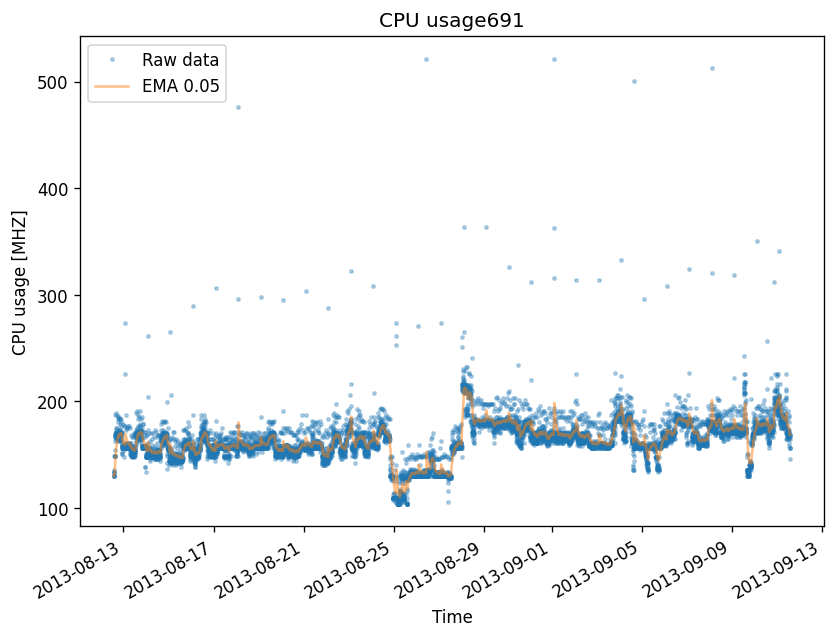 CPU usage691
Raw data
EMA 0.05
CPU usage [MHZ]
500
400
300
200
100
2013-08-13
2013-08-17
2013-08-21
2013-08-25
2013-08-29
2013-09-01
2013-09-05
2013-09-09
2013-09-13
Time